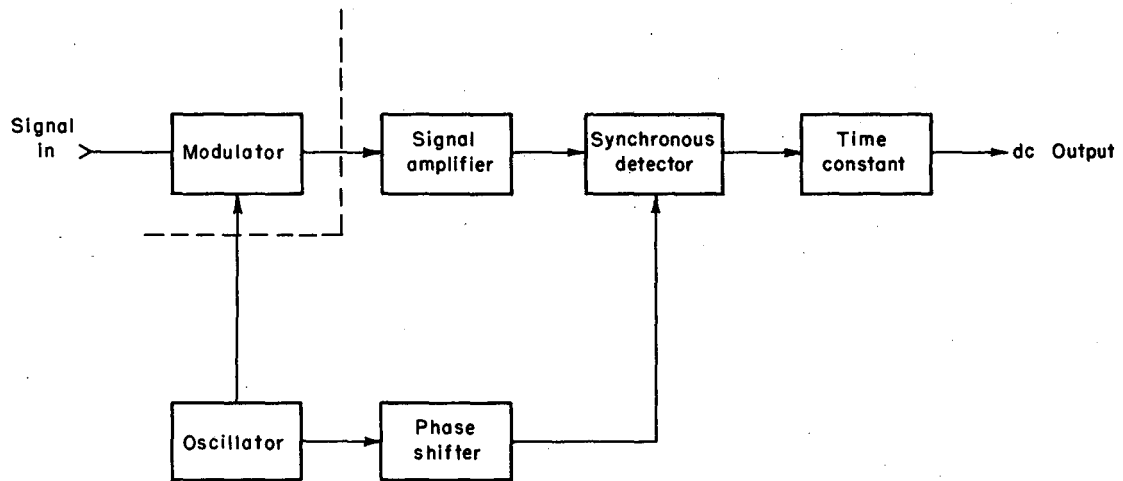 Signal
in
Modulator
Signal
amplifier
Synchronous
detector
Time
constant
dc Output
Oscillator
Phase
shifter